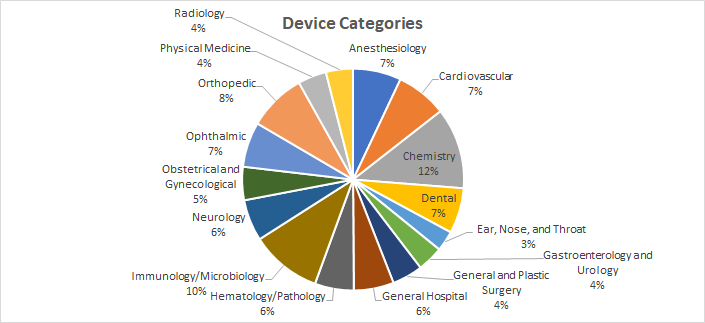 Device Categories
Anesthesiology
7%
Cardiovascular
7%
Chemistry
12%
Dental
7%
Ear, Nose, and Throat
3%
Gastroenterology and
Urology
4%
General and Plastic
Surgery
4%
General Hospital
6%
Hematology/Pathology
6%
Immunology/Microbiology
10%
Neurology
6%
Obstetrical and
Gynecological
5%
Ophthalmic
7%
Orthopedic
8%
Physical Medicine
4%
Radiology
4%